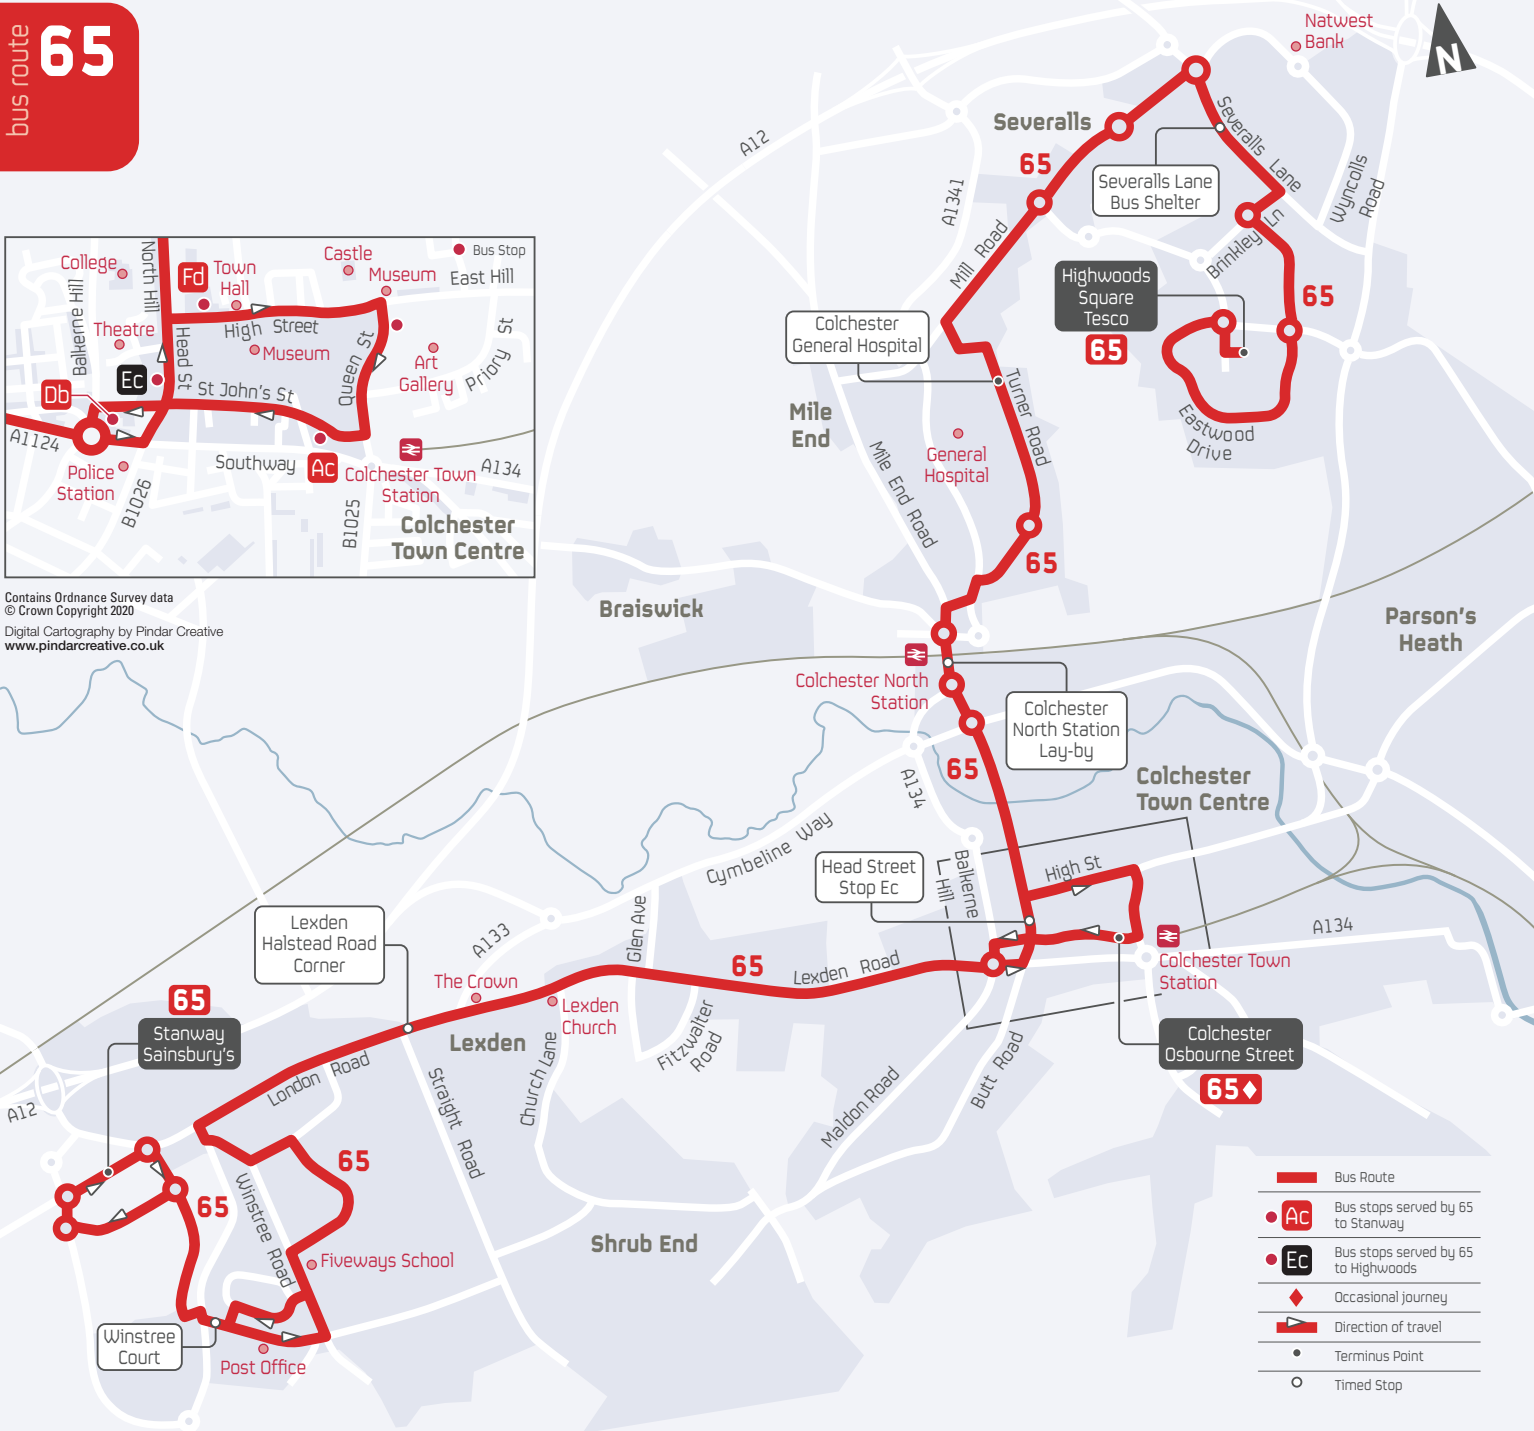 bus route
65
Natwest
Bank
N
Severalls
A12
65
Severalls Lane
Severalls Lane
Bus Shelter
Wyncolls
Road
A1341
Mill Road
Brinkley Ln
Highwoods
Square
Tesco
65
65
Colchester
General Hospital
Eastwood
Drive
Turner Road
Mile
End
Mile End Road
General
Hospital
65
College
Balkerne Hill
North Hill
Fd
Town
Hall
Castle
Museum
Bus Stop
East Hill
Theatre
Head St
High Street
Museum
Queen St
Art
Gallery
Priory St
Ec
Db
St John's St
A1124
Southway
Ac
Colchester Town
Station
A134
Police
Station
B1026
B1025
Colchester
Town Centre
Contains Ordnance Survey data
© Crown Copyright 2020
Digital Cartography by Pindar Creative
www.pindarcreative.co.uk
Braiswick
Parson's
Heath
Colchester North
Station
Colchester
North Station
Lay-by
65
A134
Colchester
Town Centre
Cymbeline Way
Head Street
Stop Ec
Balkerne
Hill
High St
A134
Colchester Town
Station
Lexden
Halstead Road
Corner
A133
Glen Ave
65
Lexden Road
The Crown
Lexden
Church
Lexden
Fitzwalter
Road
Church Lane
65
Stanway
Sainsbury's
London Road
Straight Road
A12
Colchester
Osbourne Street
65
Butt Road
Maldon Road
65
65
Winstree Road
Fiveways School
Shrub End
Winstree
Court
Post Office
Bus Route
Ac
Bus stops served by 65
to Stanway
Ec
Bus stops served by 65
to Highwoods
Occasional journey
Direction of travel
Terminus Point
Timed Stop